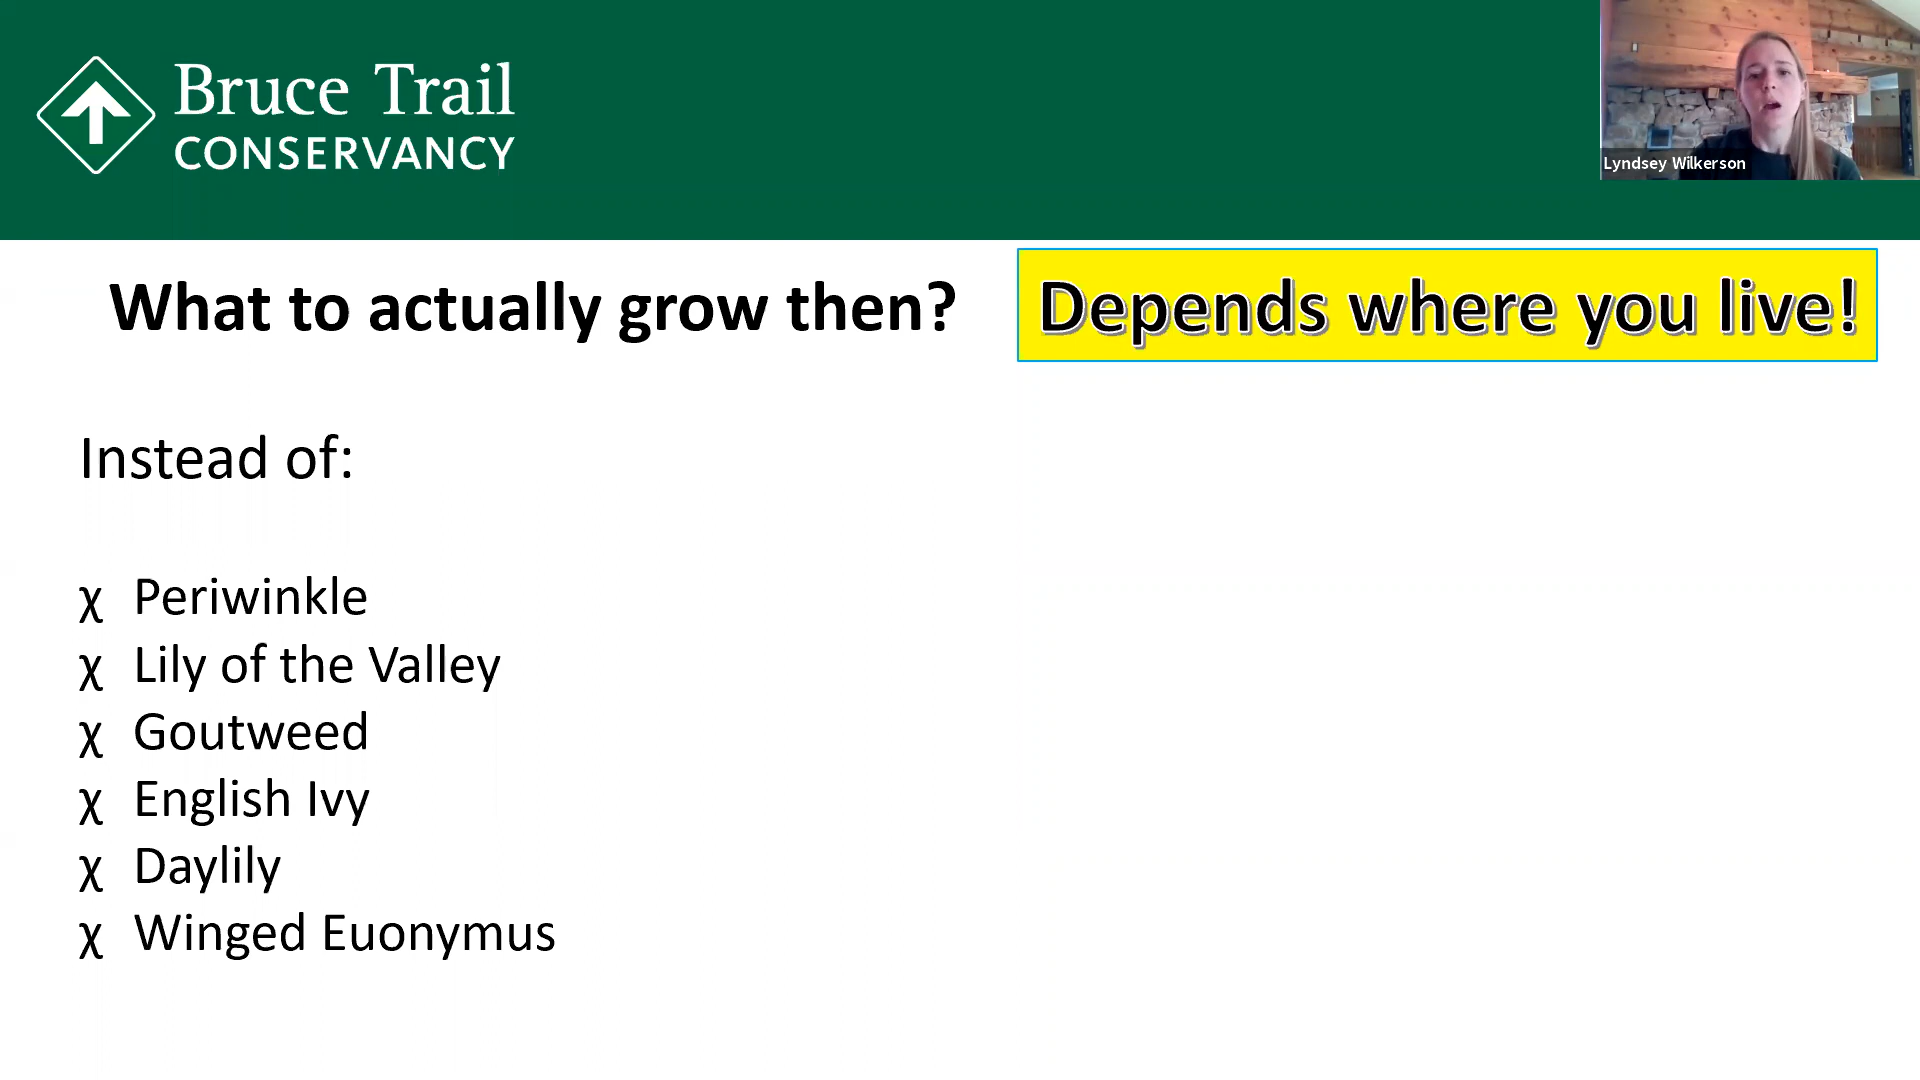 Bruce Trail
CONSERVANCY
Lyndsey Wilkerson
What to actually grow then?
Depends where you live!
Instead of:
χ Periwinkle
χ Lily of the Valley
χ Goutweed
χ English Ivy
χ Daylily
χ Winged Euonymus